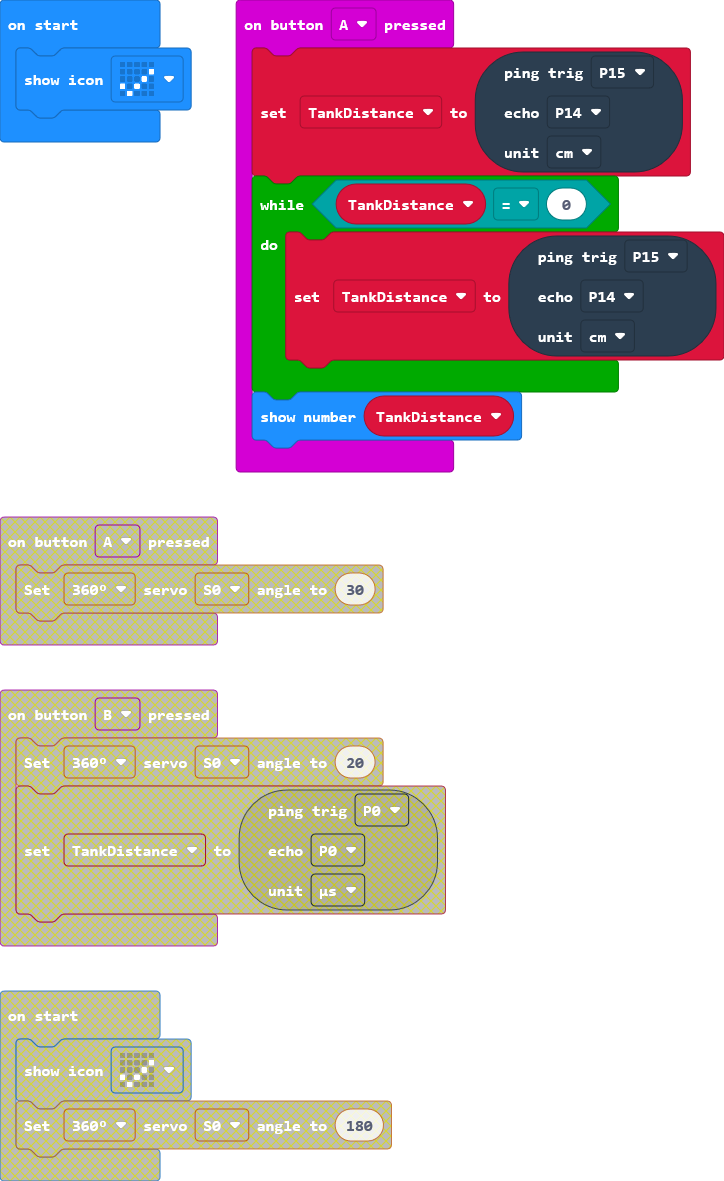 on start
show icon
on button A pressed
set TankDistance to ping trig P15
echo P14
unit cm
while TankDistance = 0
do
set TankDistance to ping trig P15
echo P14
unit cm
show number TankDistance
on button A pressed
Set 360º servo S0 angle to 30
on button B pressed
Set 360º servo S0 angle to 20
set TankDistance to ping trig P0
echo P0
unit µs
on start
show icon
Set 360º servo S0 angle to 180